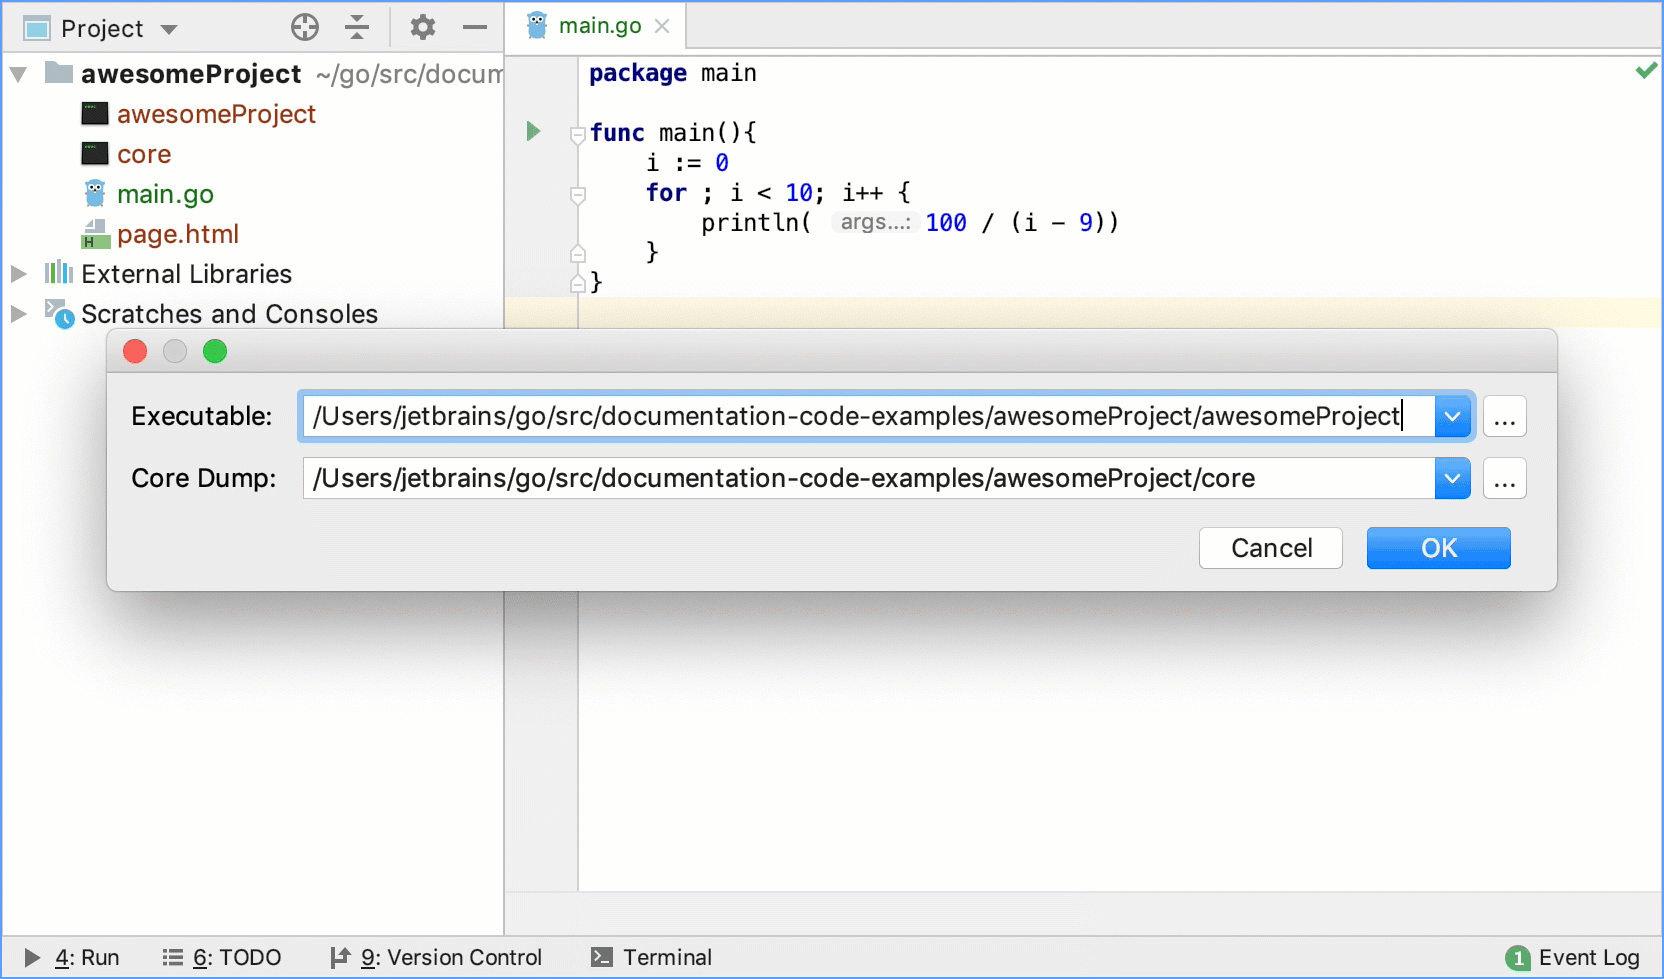 Project
main.go
awesomeProject ~/go/src/docum
awesomeProject
core
main.go
page.html
External Libraries
Scratches and Consoles
package main
func main(){
i := 0
for ; i < 10; i++ {
println( args...: 100 / (i - 9))
}
}
Executable: /Users/jetbrains/go/src/documentation-code-examples/awesomeProject/awesomeProject ...
Core Dump: /Users/jetbrains/go/src/documentation-code-examples/awesomeProject/core ...
Cancel OK
4: Run 6: TODO 9: Version Control Terminal 1 Event Log